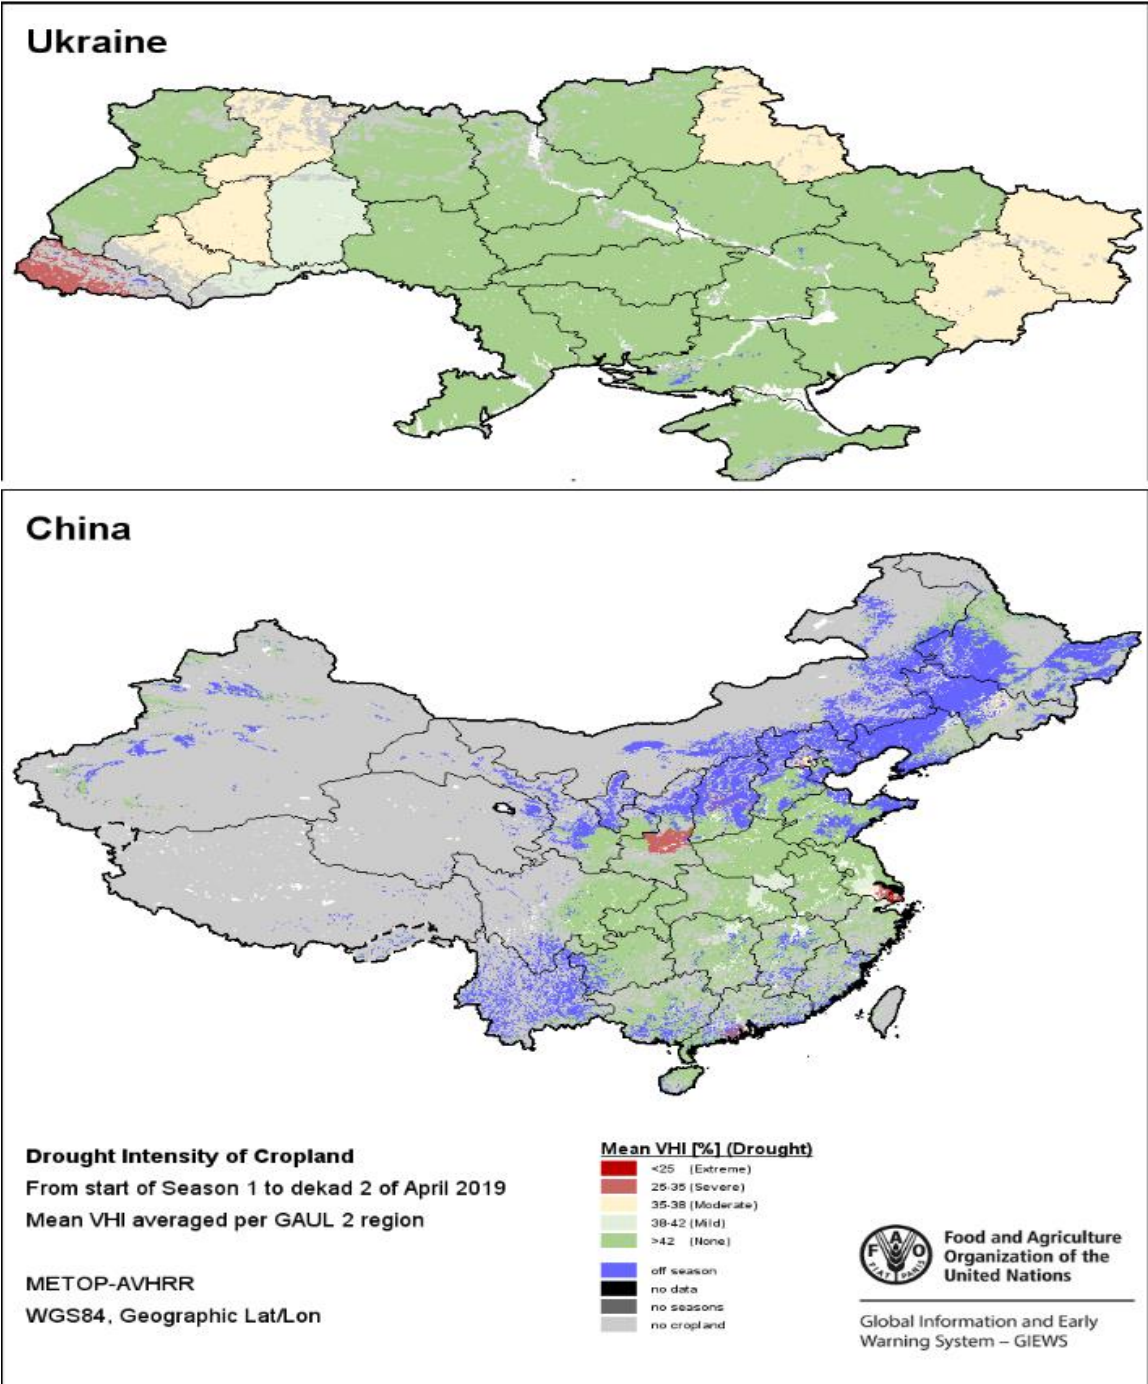 Ukraine
China
Drought Intensity of Cropland
From start of Season 1 to dekad 2 of April 2019
Mean VHI averaged per GAUL 2 region
METOP-AVHRR
WGS84, Geographic Lat/Lon
Mean VHI [%] (Drought)
<25 (Extreme)
25-35 (Severe)
35-38 (Moderate)
38-42 (Mild)
>42 (None)
off season
no data
no seasons
no cropland
F A O
FIAT PANIS
Food and Agriculture
Organization of the
United Nations
Global Information and Early
Warning System – GIEWS